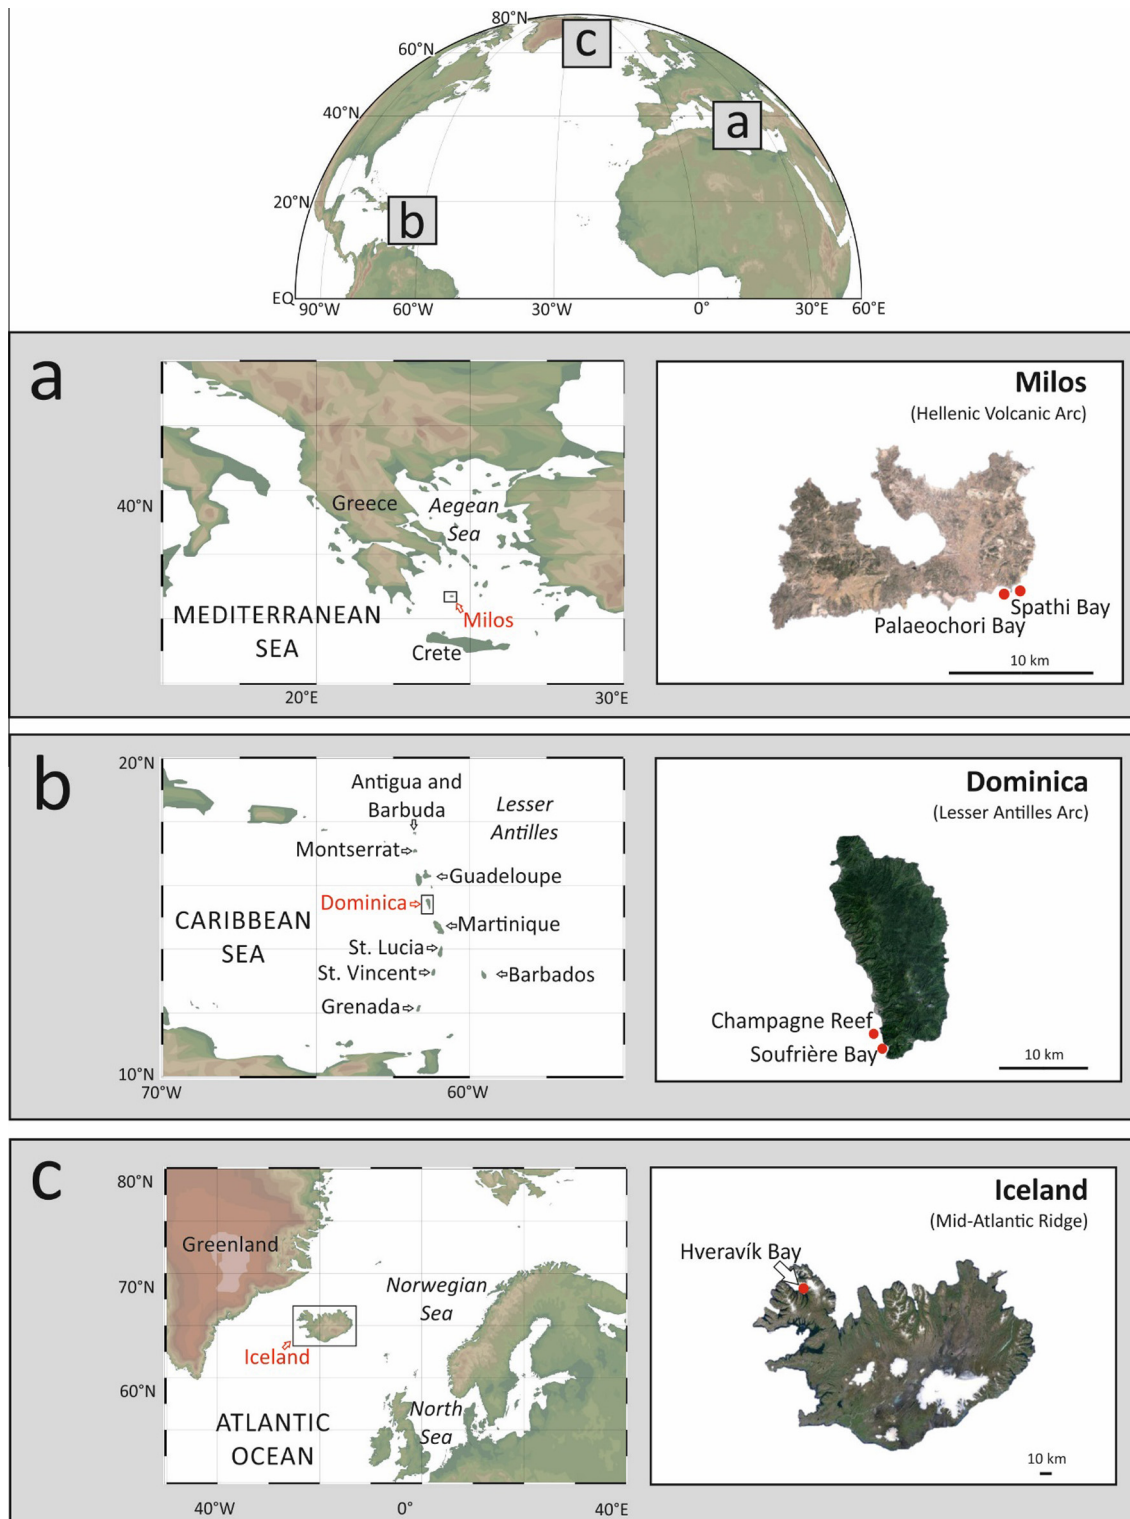 80°N
60°N
c
40°N
a
20°N
b
EQ
90°W 60°W 30°W 0° 30°E 60°E
a
Milos
(Hellenic Volcanic Arc)
40°N
Greece
Aegean
Sea
MEDITERRANEAN
SEA
Milos
Crete
20°E 30°E
Spathi Bay
Palaeochori Bay
10 km
b
20°N
Antigua and
Barbuda
Lesser
Antilles
Montserrat
Guadeloupe
Dominica
CARIBBEAN
SEA
Martinique
St. Lucia
St. Vincent
Barbados
Grenada
10°N
70°W 60°W
Dominica
(Lesser Antilles Arc)
Champagne Reef
Soufrière Bay
10 km
c
80°N
Greenland
70°N
Norwegian
Sea
Iceland
60°N
North
Sea
ATLANTIC
OCEAN
40°W 0° 40°E
Iceland
(Mid-Atlantic Ridge)
Hveravík Bay
10 km